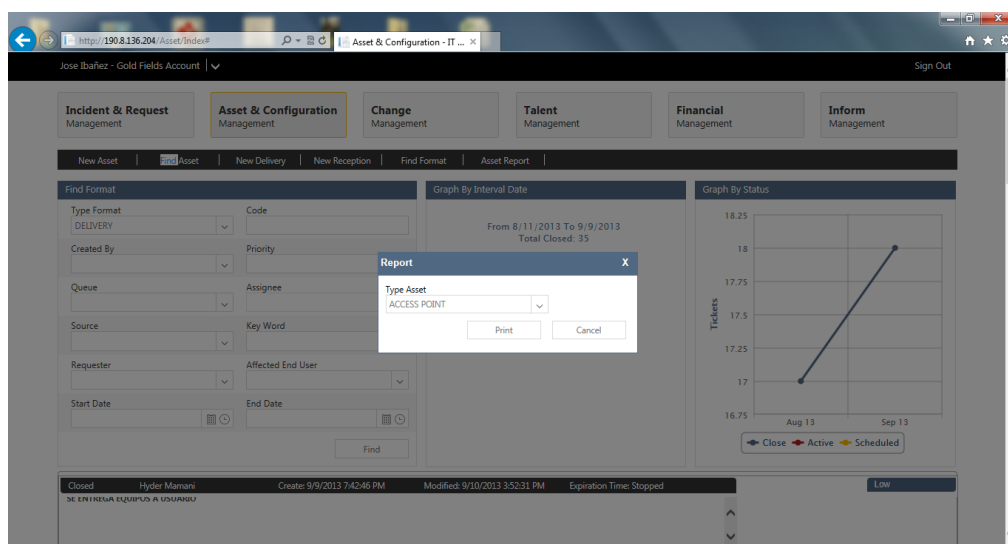 http://190.8.136.204/Asset/Index#
Asset & Configuration - IT ...
Jose Ibañez - Gold Fields Account
Sign Out
Incident & Request
Management
Asset & Configuration
Management
Change
Management
Talent
Management
Financial
Management
Inform
Management
New Asset
Find Asset
New Delivery
New Reception
Find Format
Asset Report
Find Format
Type Format
Code
DELIVERY
Created By
Priority
Queue
Assignee
Source
Key Word
Requester
Affected End User
Start Date
End Date
Find
Graph By Interval Date
From 8/11/2013 To 9/9/2013
Total Closed: 35
Report
X
Type Asset
ACCESS POINT
Print
Cancel
Graph By Status
18.25
18
17.75
17.5
17.25
17
16.75
Tickets
Aug 13
Sep 13
Close
Active
Scheduled
Closed
Hyder Mamani
Create: 9/9/2013 7:42:46 PM
Modified: 9/10/2013 3:52:31 PM
Expiration Time: Stopped
Low
SE ENTREGA EQUIPOS A USUARIO